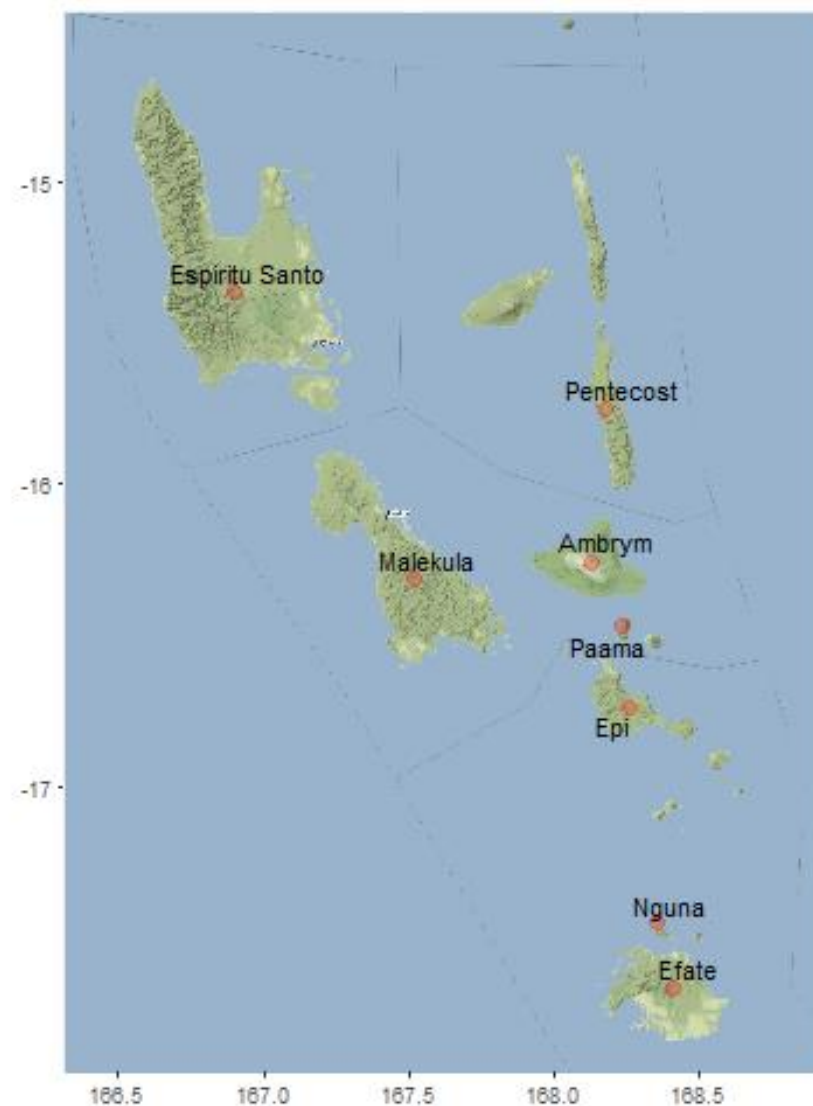 -15
Espiritu Santo
Pentecost
-16
Ambrym
Malekula
Paama
Epi
-17
Nguna
Efate
166.5 167.0 167.5 168.0 168.5